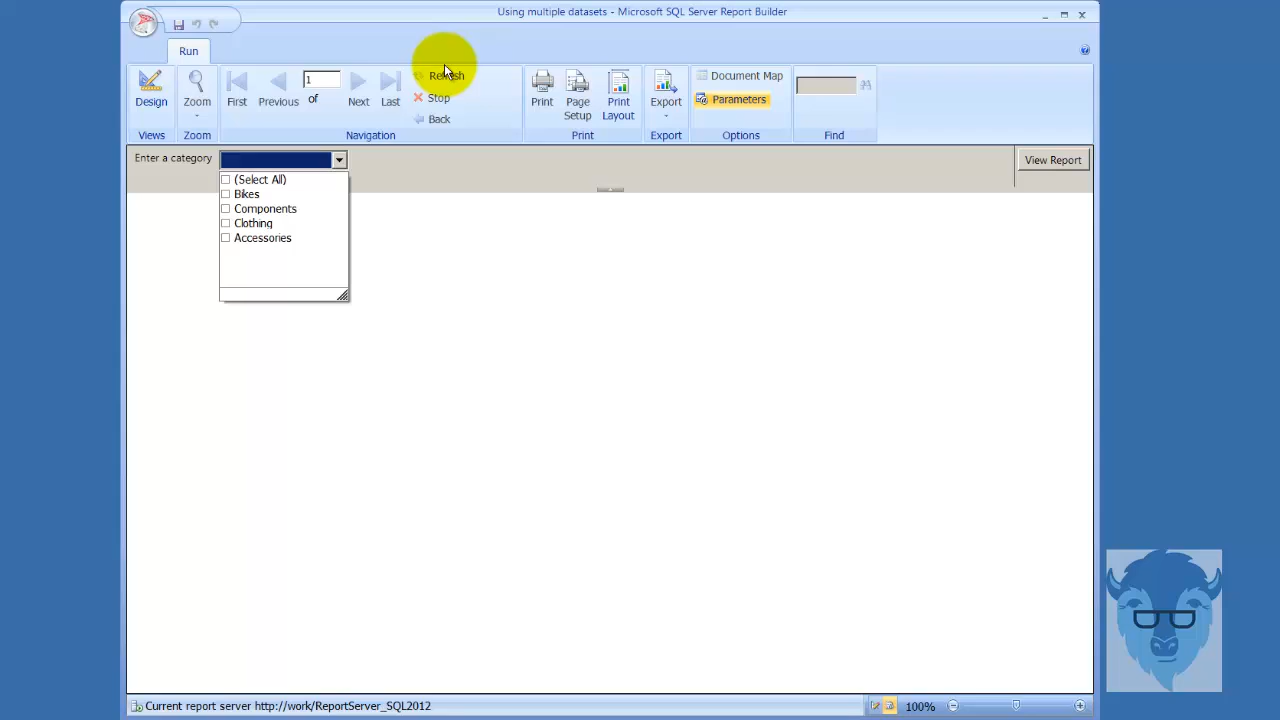 Using multiple datasets - Microsoft SQL Server Report Builder
Run
Design
Zoom
First
Previous
1
of
Next
Last
Refresh
Stop
Back
Print
Page Setup
Print Layout
Export
Document Map
Parameters
Views
Zoom
Navigation
Print
Export
Options
Find
Enter a category
View Report
(Select All)
Bikes
Components
Clothing
Accessories
Current report server http://work/ReportServer_SQL2012
100%